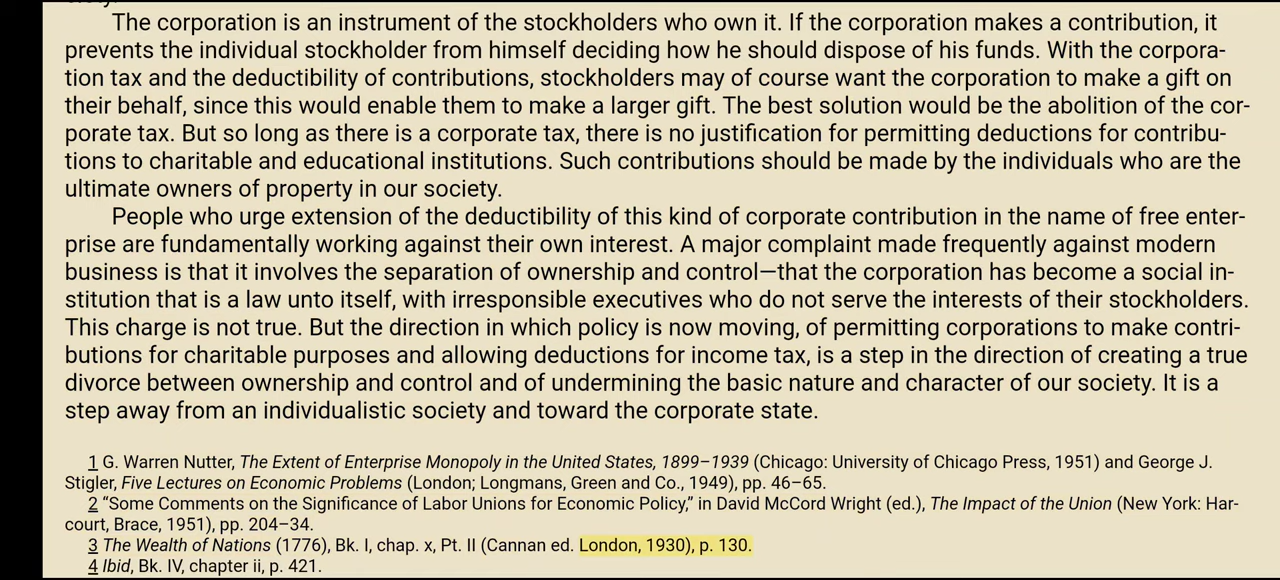 The corporation is an instrument of the stockholders who own it. If the corporation makes a contribution, it
prevents the individual stockholder from himself deciding how he should dispose of his funds. With the corpora-
tion tax and the deductibility of contributions, stockholders may of course want the corporation to make a gift on
their behalf, since this would enable them to make a larger gift. The best solution would be the abolition of the cor-
porate tax. But so long as there is a corporate tax, there is no justification for permitting deductions for contribu-
tions to charitable and educational institutions. Such contributions should be made by the individuals who are the
ultimate owners of property in our society.
People who urge extension of the deductibility of this kind of corporate contribution in the name of free enter-
prise are fundamentally working against their own interest. A major complaint made frequently against modern
business is that it involves the separation of ownership and control—that the corporation has become a social in-
stitution that is a law unto itself, with irresponsible executives who do not serve the interests of their stockholders.
This charge is not true. But the direction in which policy is now moving, of permitting corporations to make contri-
butions for charitable purposes and allowing deductions for income tax, is a step in the direction of creating a true
divorce between ownership and control and of undermining the basic nature and character of our society. It is a
step away from an individualistic society and toward the corporate state.
1 G. Warren Nutter, The Extent of Enterprise Monopoly in the United States, 1899–1939 (Chicago: University of Chicago Press, 1951) and George J.
Stigler, Five Lectures on Economic Problems (London; Longmans, Green and Co., 1949), pp. 46–65.
2 “Some Comments on the Significance of Labor Unions for Economic Policy,” in David McCord Wright (ed.), The Impact of the Union (New York: Har-
court, Brace, 1951), pp. 204–34.
3 The Wealth of Nations (1776), Bk. I, chap. x, Pt. II (Cannan ed. London, 1930), p. 130.
4 Ibid, Bk. IV, chapter ii, p. 421.